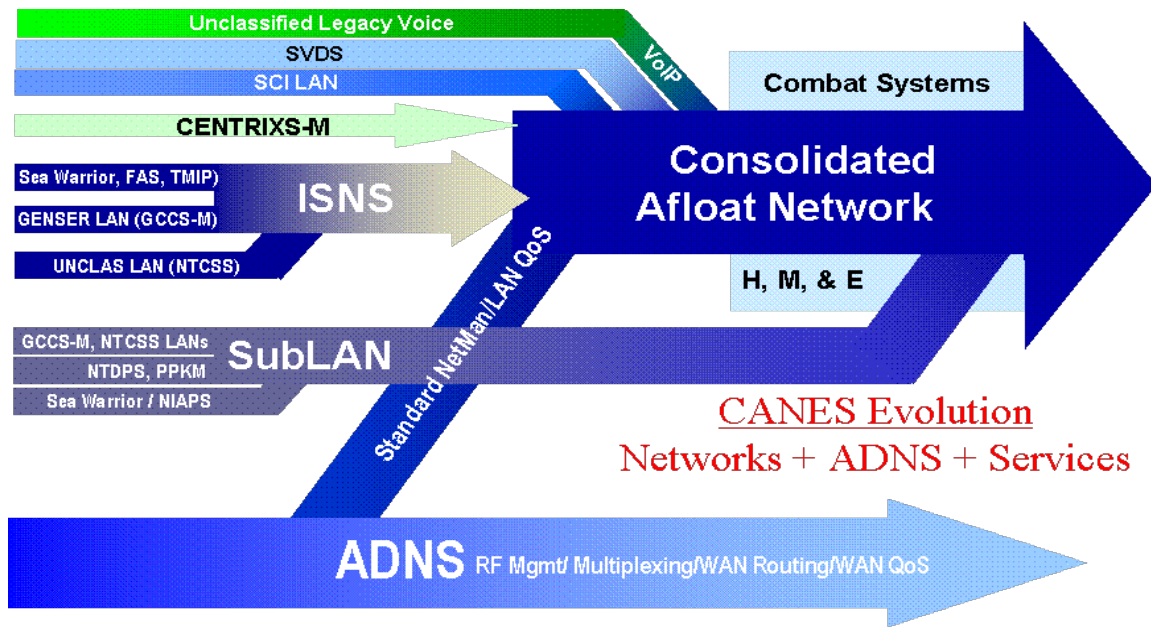 Unclassified Legacy Voice
SVDS
SCI LAN
VoIP
CENTRIXS-M
Sea Warrior, FAS, TMIP)
GENSER LAN (GCCS-M)
UNCLAS LAN (NTCSS)
ISNS
Combat Systems
Consolidated
Afloat Network
H, M, & E
GCCS-M, NTCSS LANs
NTDPS, PPKM
Sea Warrior / NIAPS
SubLAN
Standard NetMan/LAN QoS
CANES Evolution
Networks + ADNS + Services
ADNS RF Mgmt/ Multiplexing/WAN Routing/WAN QoS